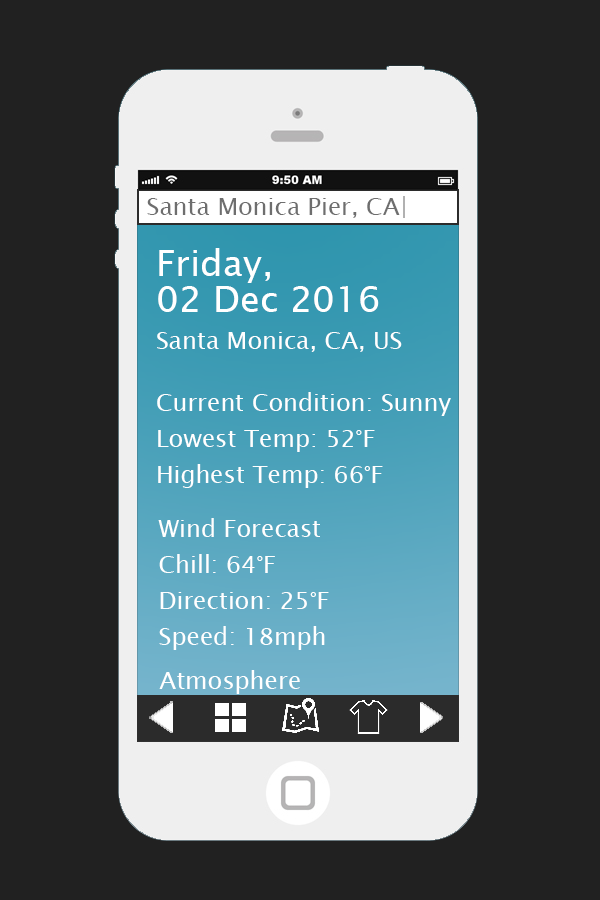 9:50 AM
Santa Monica Pier, CA
Friday,
02 Dec 2016
Santa Monica, CA, US
Current Condition: Sunny
Lowest Temp: 52°F
Highest Temp: 66°F
Wind Forecast
Chill: 64°F
Direction: 25°F
Speed: 18mph
Atmosphere